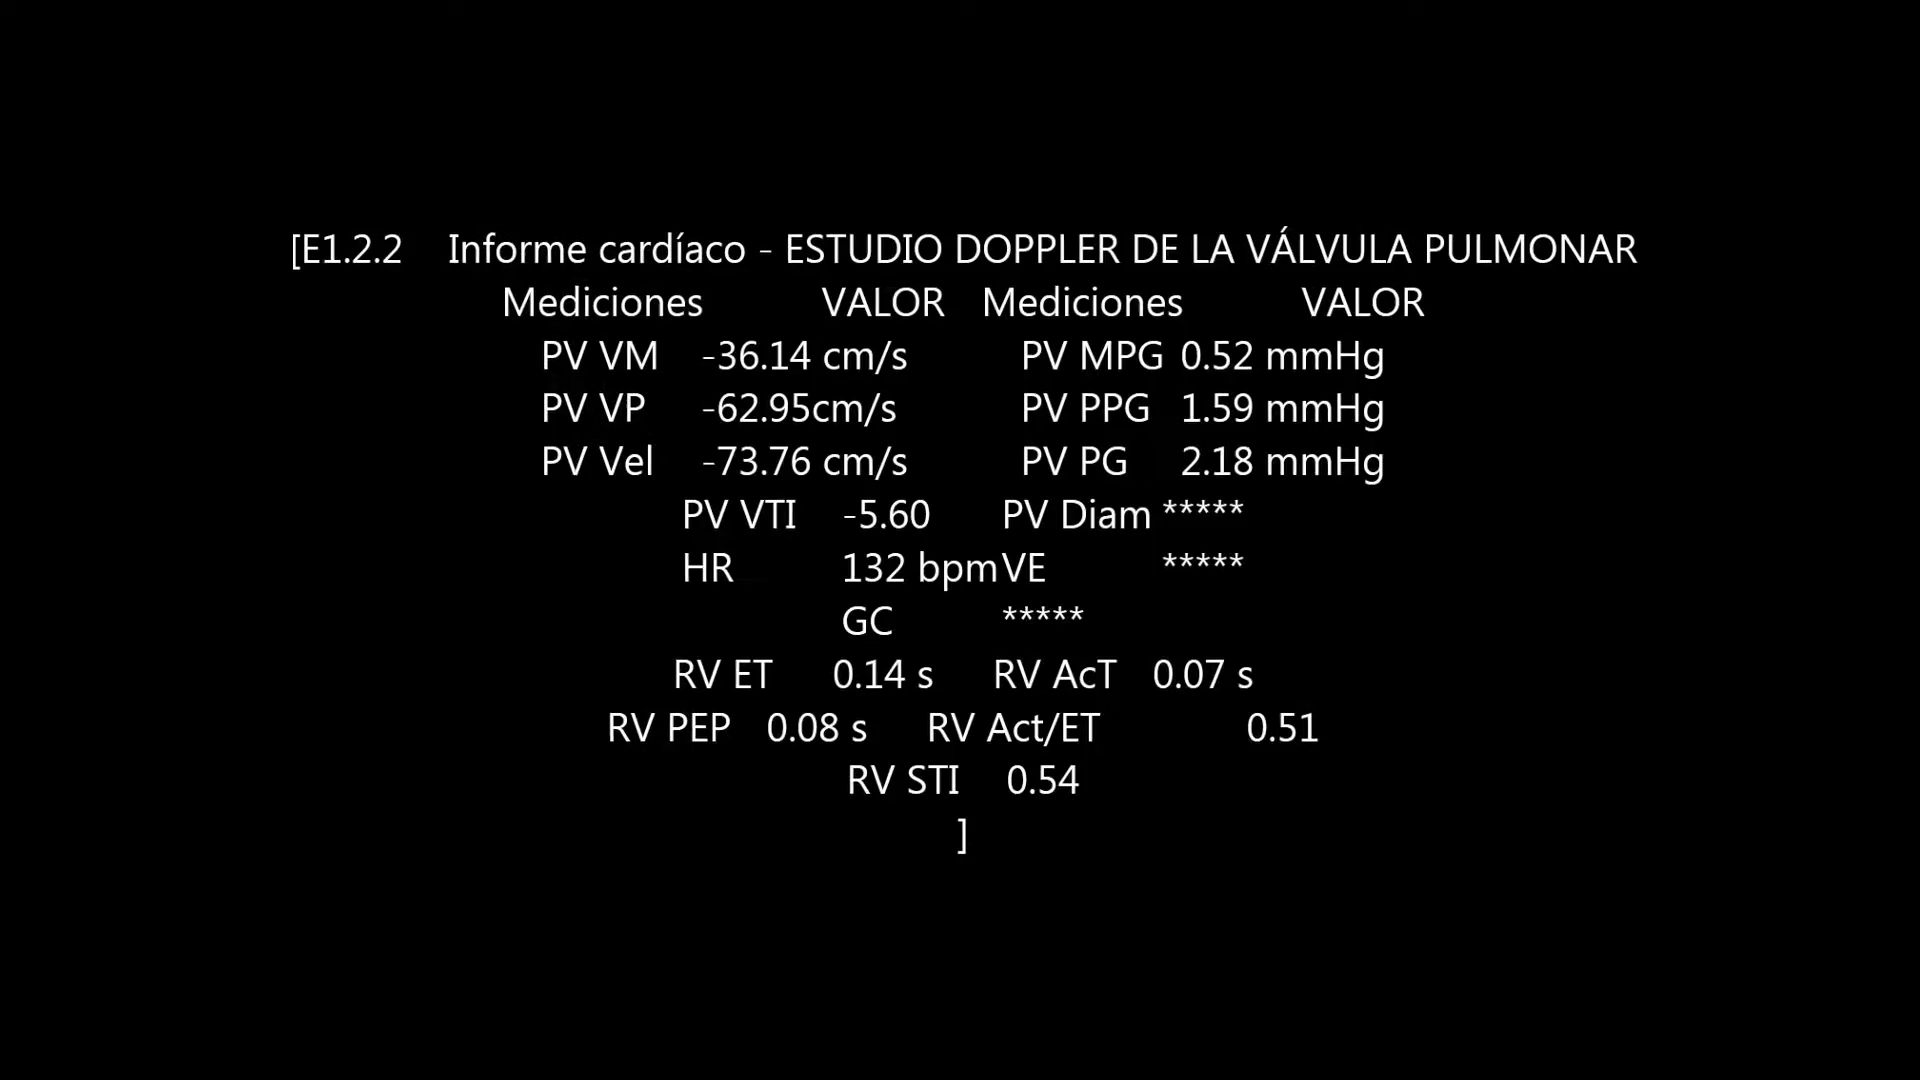 [E1.2.2 Informe cardíaco - ESTUDIO DOPPLER DE LA VÁLVULA PULMONAR
Mediciones VALOR Mediciones VALOR
PV VM -36.14 cm/s PV MPG 0.52 mmHg
PV VP -62.95cm/s PV PPG 1.59 mmHg
PV Vel -73.76 cm/s PV PG 2.18 mmHg
PV VTI -5.60 PV Diam *****
HR 132 bpm VE *****
GC *****
RV ET 0.14 s RV AcT 0.07 s
RV PEP 0.08 s RV Act/ET 0.51
RV STI 0.54
]